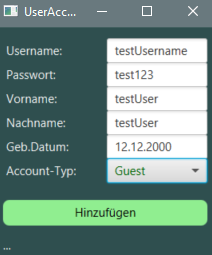 UserAcc...
Username: testUsername
Passwort: test123
Vorname: testUser
Nachname: testUser
Geb.Datum: 12.12.2000
Account-Typ: Guest
Hinzufügen
...